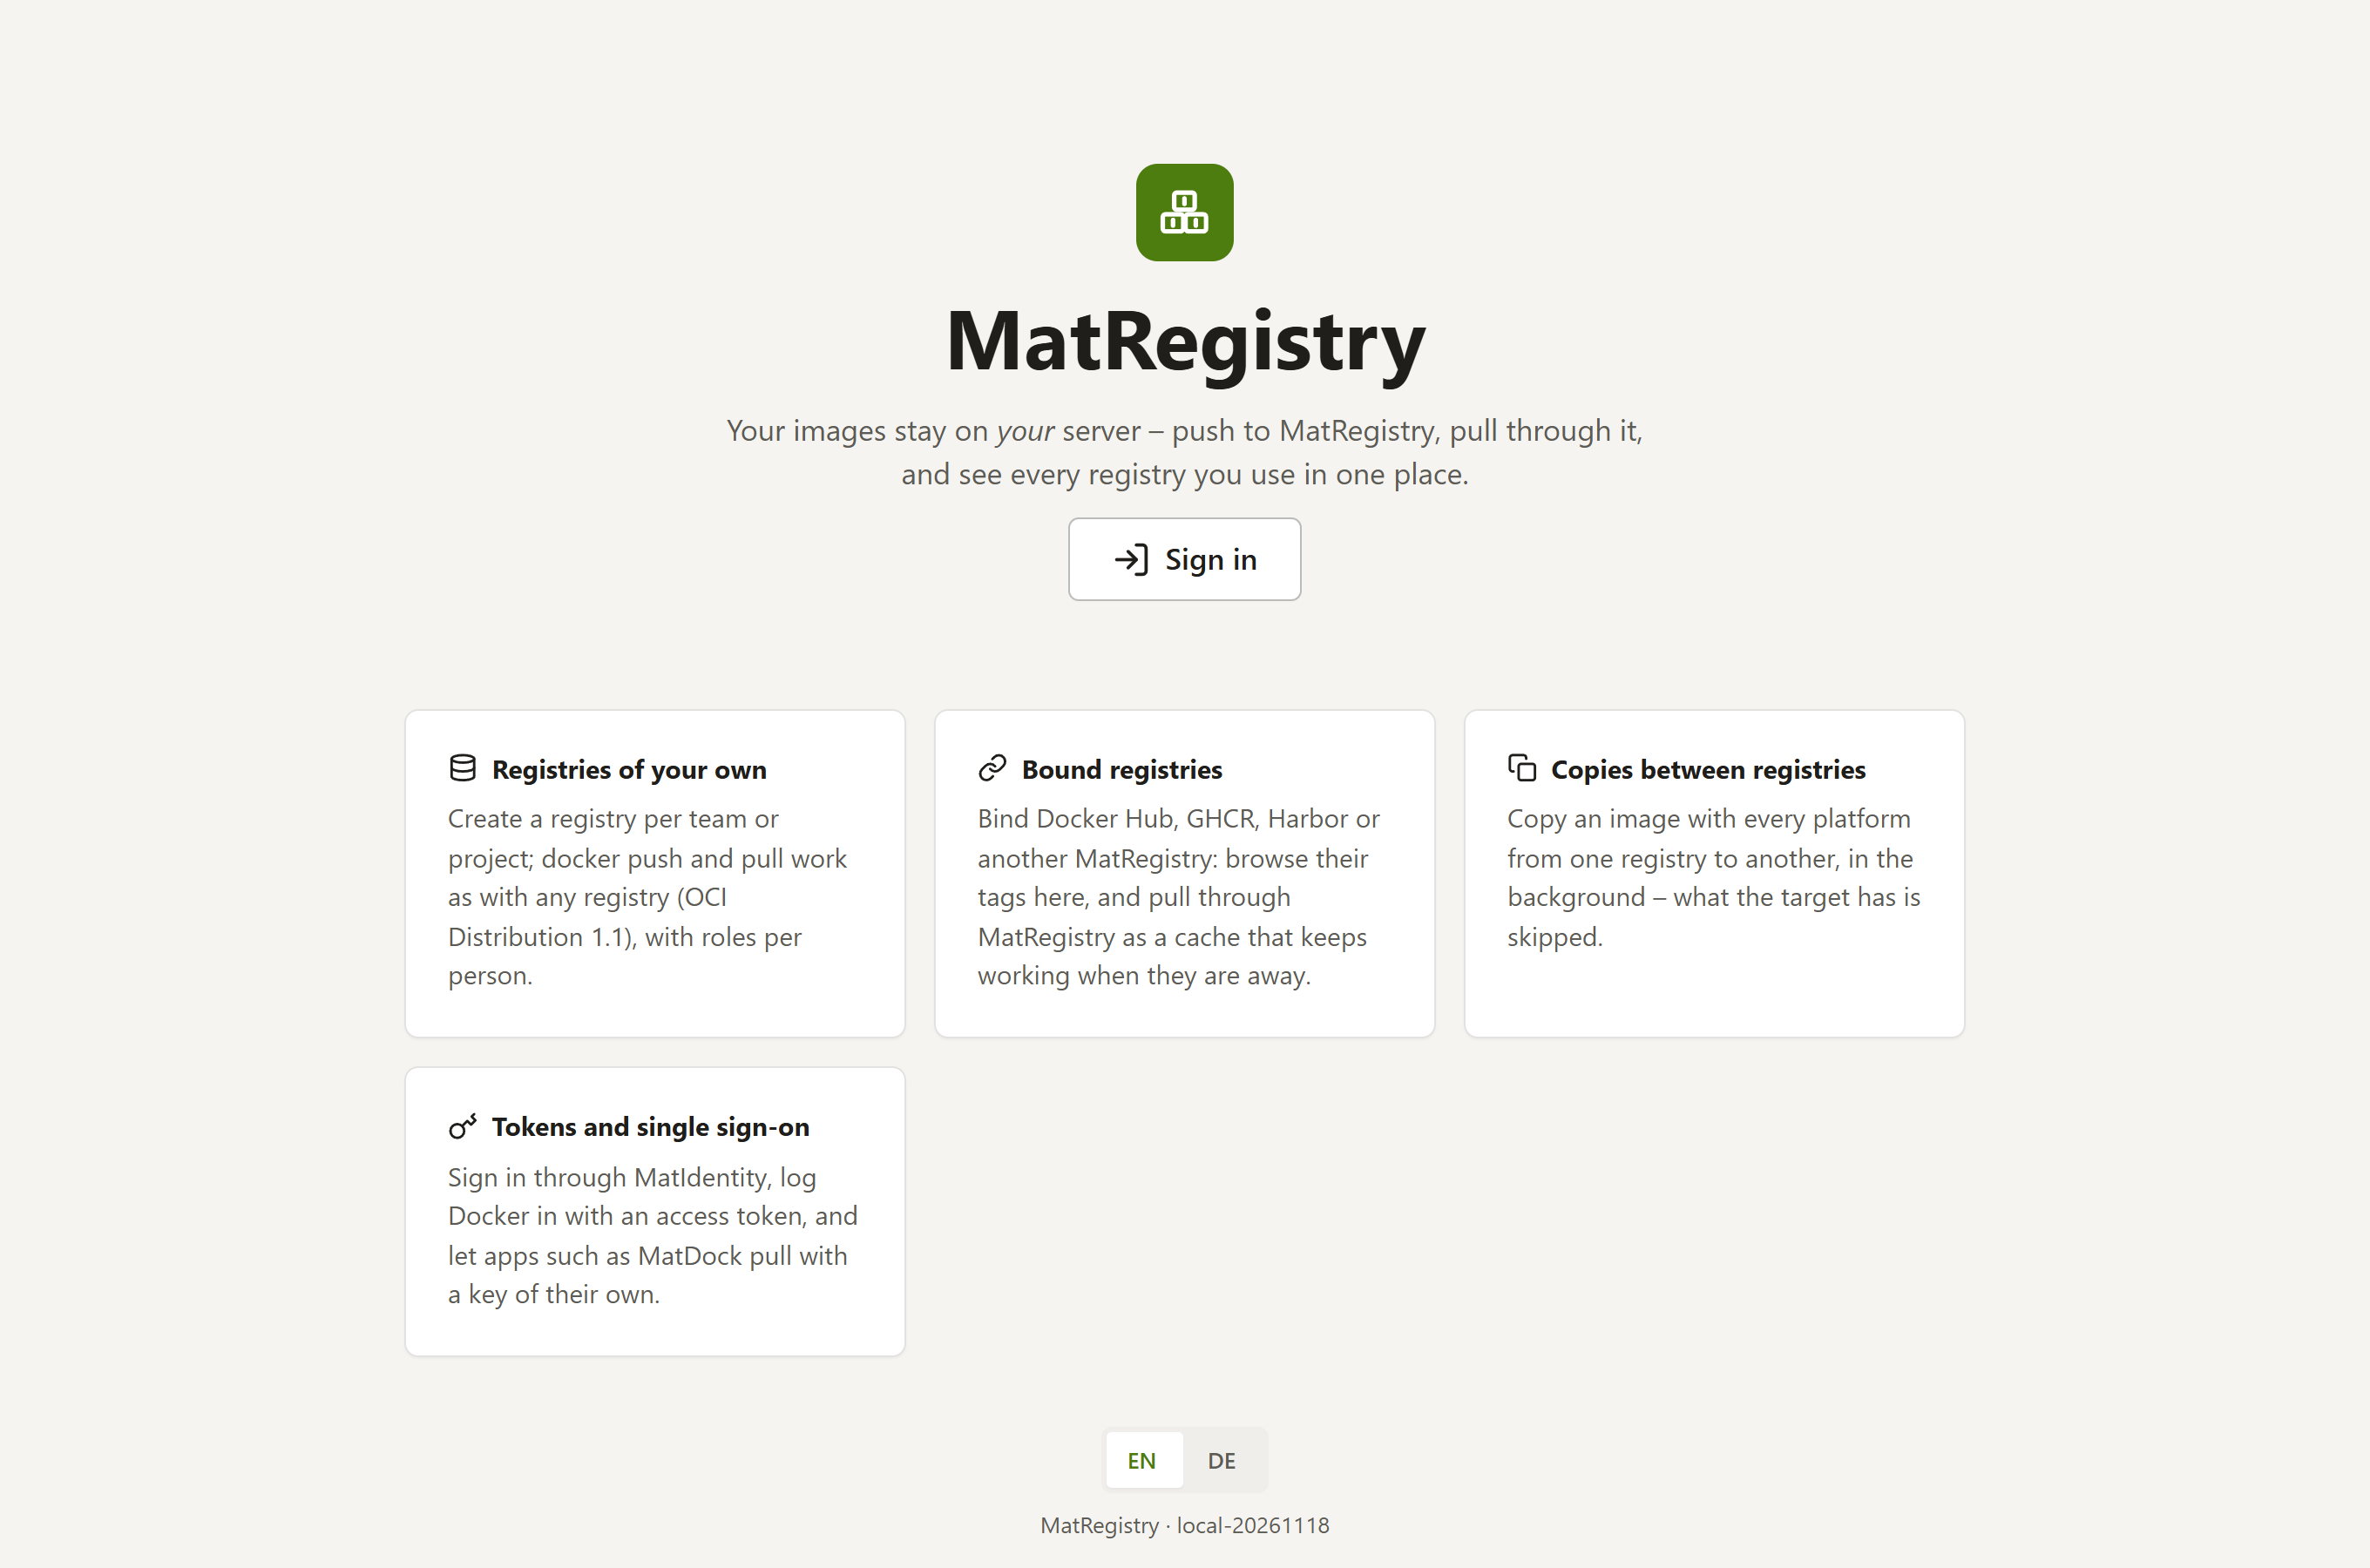 MatRegistry
Your images stay on your server – push to MatRegistry, pull through it,
and see every registry you use in one place.
Sign in
Registries of your own
Create a registry per team or
project; docker push and pull work
as with any registry (OCI
Distribution 1.1), with roles per
person.
Bound registries
Bind Docker Hub, GHCR, Harbor or
another MatRegistry: browse their
tags here, and pull through
MatRegistry as a cache that keeps
working when they are away.
Copies between registries
Copy an image with every platform
from one registry to another, in the
background – what the target has is
skipped.
Tokens and single sign-on
Sign in through MatIdentity, log
Docker in with an access token, and
let apps such as MatDock pull with
a key of their own.
EN DE
MatRegistry · local-20261118